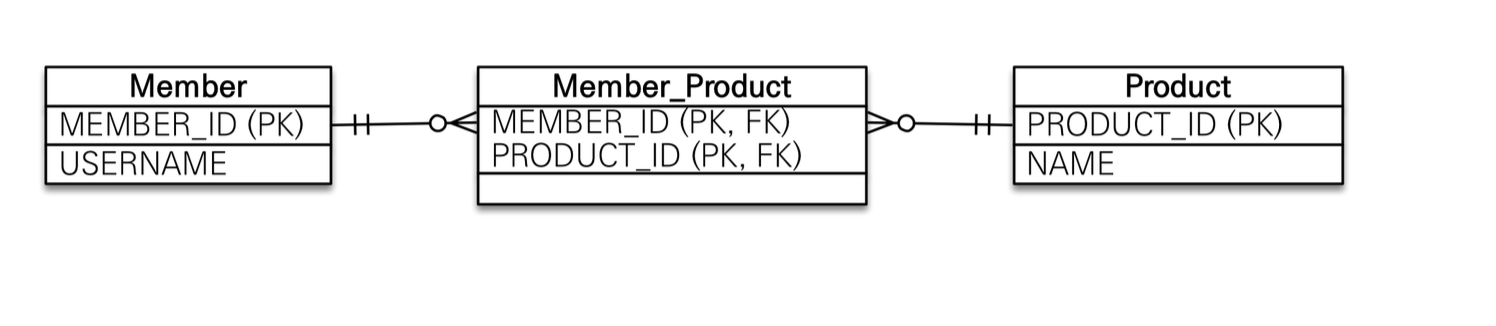 Member
MEMBER_ID (PK)
USERNAME
Member_Product
MEMBER_ID (PK, FK)
PRODUCT_ID (PK, FK)
Product
PRODUCT_ID (PK)
NAME